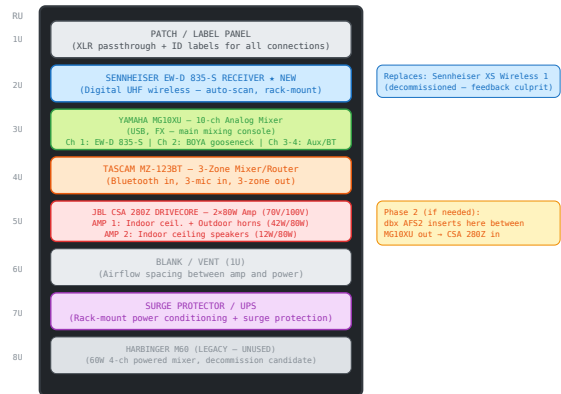 RU
1U
PATCH / LABEL PANEL
(XLR passthrough + ID labels for all connections)
2U
SENNHEISER EW-D 835-S RECEIVER ★ NEW
(Digital UHF wireless — auto-scan, rack-mount)
Replaces: Sennheiser XS Wireless 1
(decommissioned — feedback culprit)
3U
YAMAHA MG10XU — 10-ch Analog Mixer
(USB, FX — main mixing console)
Ch 1: EW-D 835-S | Ch 2: BOYA gooseneck | Ch 3-4: Aux/BT
4U
TASCAM MZ-123BT — 3-Zone Mixer/Router
(Bluetooth in, 3-mic in, 3-zone out)
5U
JBL CSA 280Z DRIVECORE — 2×80W Amp (70V/100V)
AMP 1: Indoor ceil. + Outdoor horns (42W/80W)
AMP 2: Indoor ceiling speakers (12W/80W)
Phase 2 (if needed):
dbx AFS2 inserts here between
MG10XU out → CSA 280Z in
6U
BLANK / VENT (1U)
(Airflow spacing between amp and power)
7U
SURGE PROTECTOR / UPS
(Rack-mount power conditioning + surge protection)
8U
HARBINGER M60 (LEGACY — UNUSED)
(60W 4-ch powered mixer, decommission candidate)